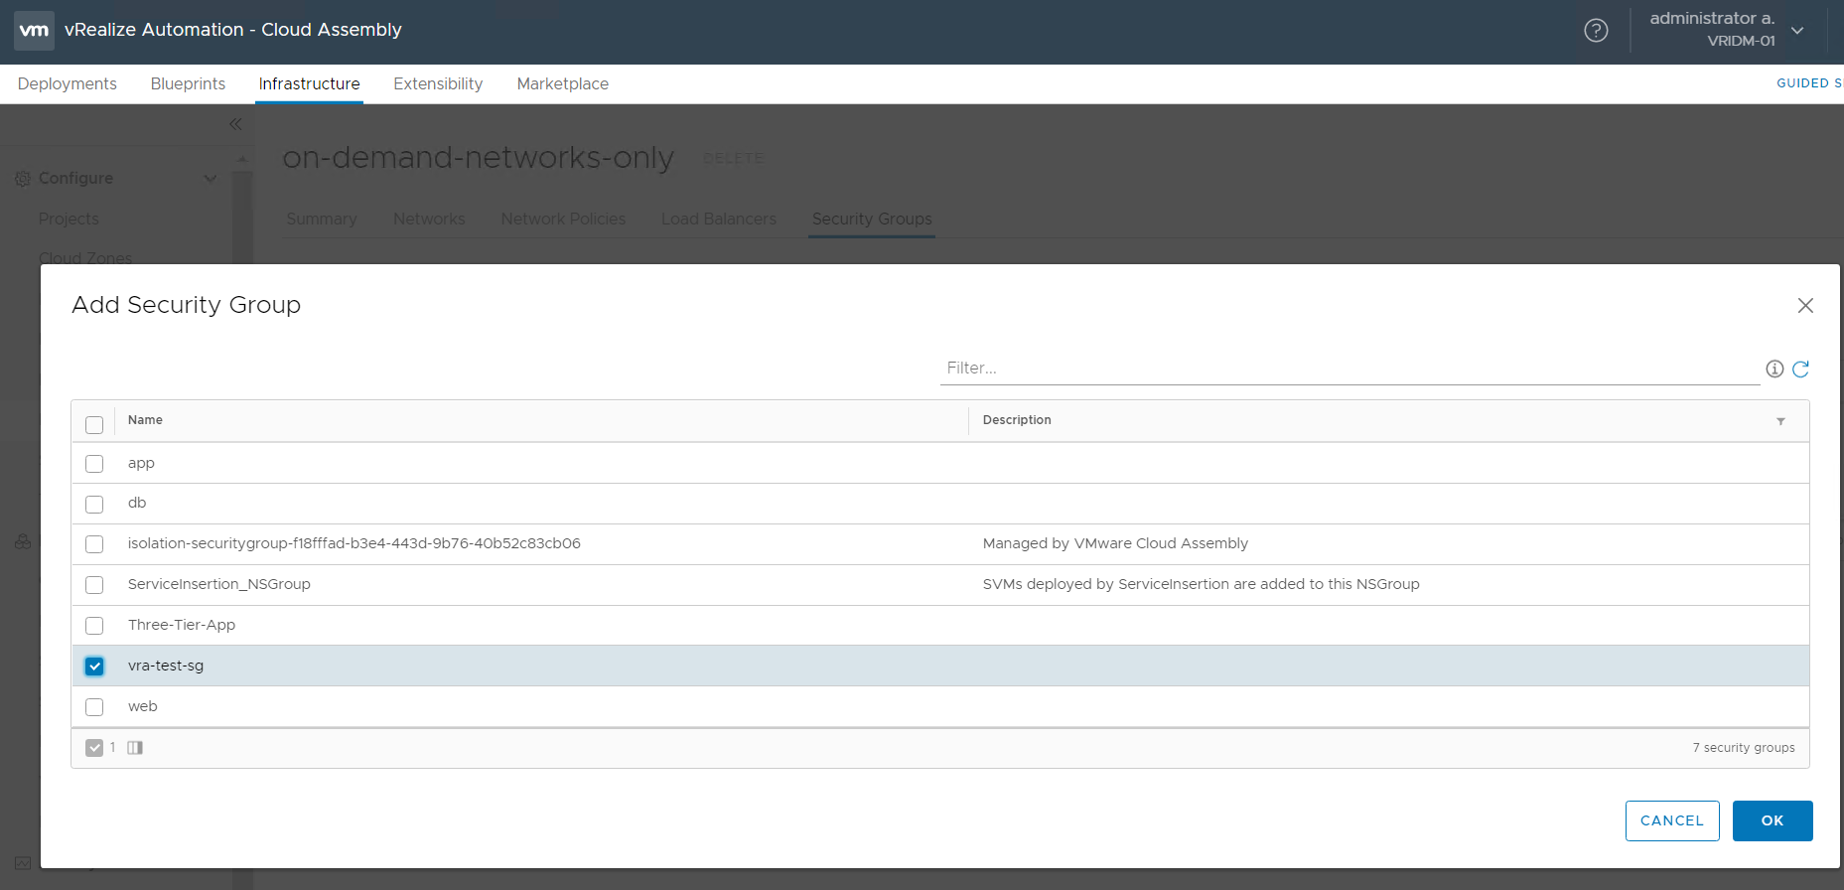 vm vRealize Automation - Cloud Assembly
administrator a.
VRIDM-01
Deployments Blueprints Infrastructure Extensibility Marketplace
GUIDED
on-demand-networks-only DELETE
Configure
Projects
Cloud Zones
Summary Networks Network Policies Load Balancers Security Groups
Add Security Group
Filter...
Name Description
app
db
isolation-securitygroup-f18fffad-b3e4-443d-9b76-40b52c83cb06 Managed by VMware Cloud Assembly
ServiceInsertion_NSGroup SVMs deployed by ServiceInsertion are added to this NSGroup
Three-Tier-App
vra-test-sg
web
1
7 security groups
CANCEL OK